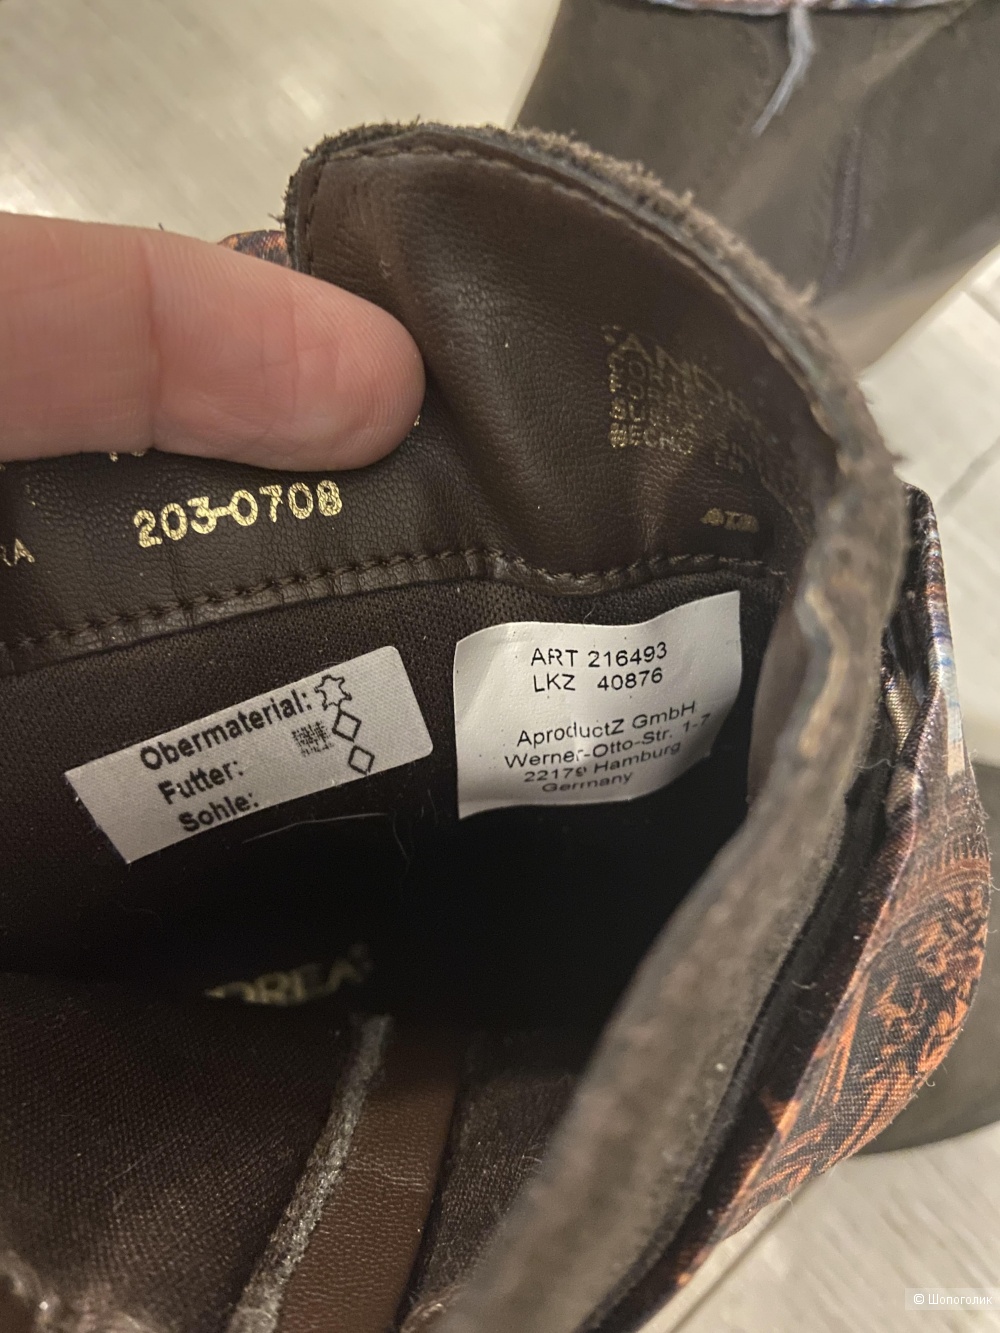 203-0708
RA
ART 216493
LKZ 40876
AproductZ GmbH
Werner-Otto-Str. 1-7
22179 Hamburg
Germany
Obermaterial:
Futter:
Sohle:
© Шопоголик